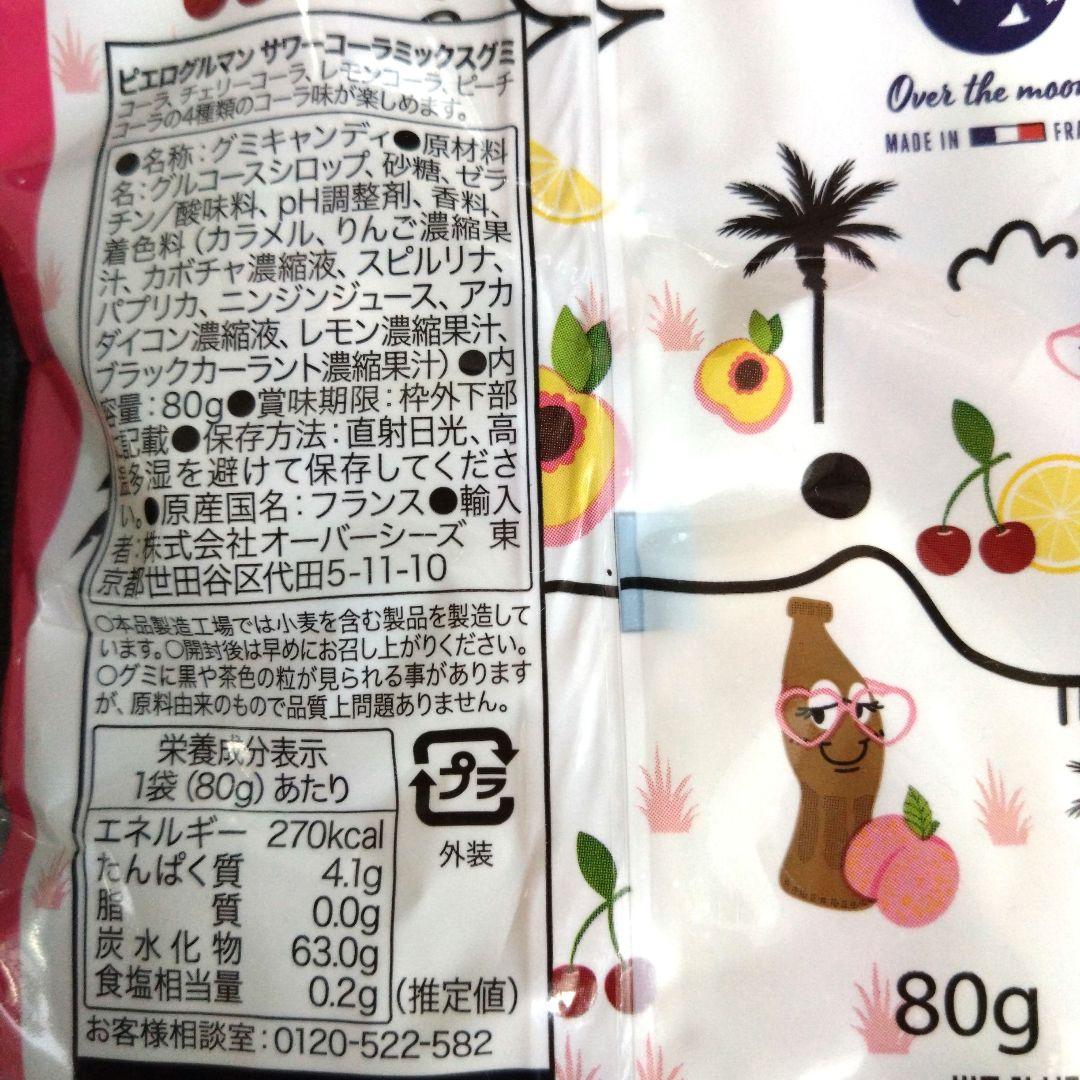 ピエログルマン サワーコーラミックスグミ
コーラ、チェリーコーラ、レモンコーラ、ピーチ
コーラの4種類のコーラ味が楽しめます。
●名称:グミキャンディ●原材料
名:グルコースシロップ、砂糖、ゼラ
チン/酸味料、pH調整剤、香料、
着色料(カラメル、りんご濃縮果
汁、カボチャ濃縮液、スピルリナ、
パプリカ、ニンジンジュース、アカ
ダイコン濃縮液、レモン濃縮果汁、
ブラックカーラント濃縮果汁)●内
容量:80g●賞味期限:枠外下部
に記載●保存方法:直射日光、高
温多湿を避けて保存してくださ
い。●原産国名:フランス●輸入
者:株式会社オーバーシーズ 東
京都世田谷区代田5-11-10
○本品製造工場では小麦を含む製品を製造して
います。○開封後は早めにお召し上がりください。
○グミに黒や茶色の粒が見られる事があります
が、原料由来のもので品質上問題ありません。
栄養成分表示
1袋(80g)あたり
エネルギー 270kcal
たんぱく質 4.1g
脂質 0.0g
炭水化物 63.0g
食塩相当量 0.2g (推定値)
プラ
外装
お客様相談室:0120-522-582
Over the moon
MADE IN FRA
80g